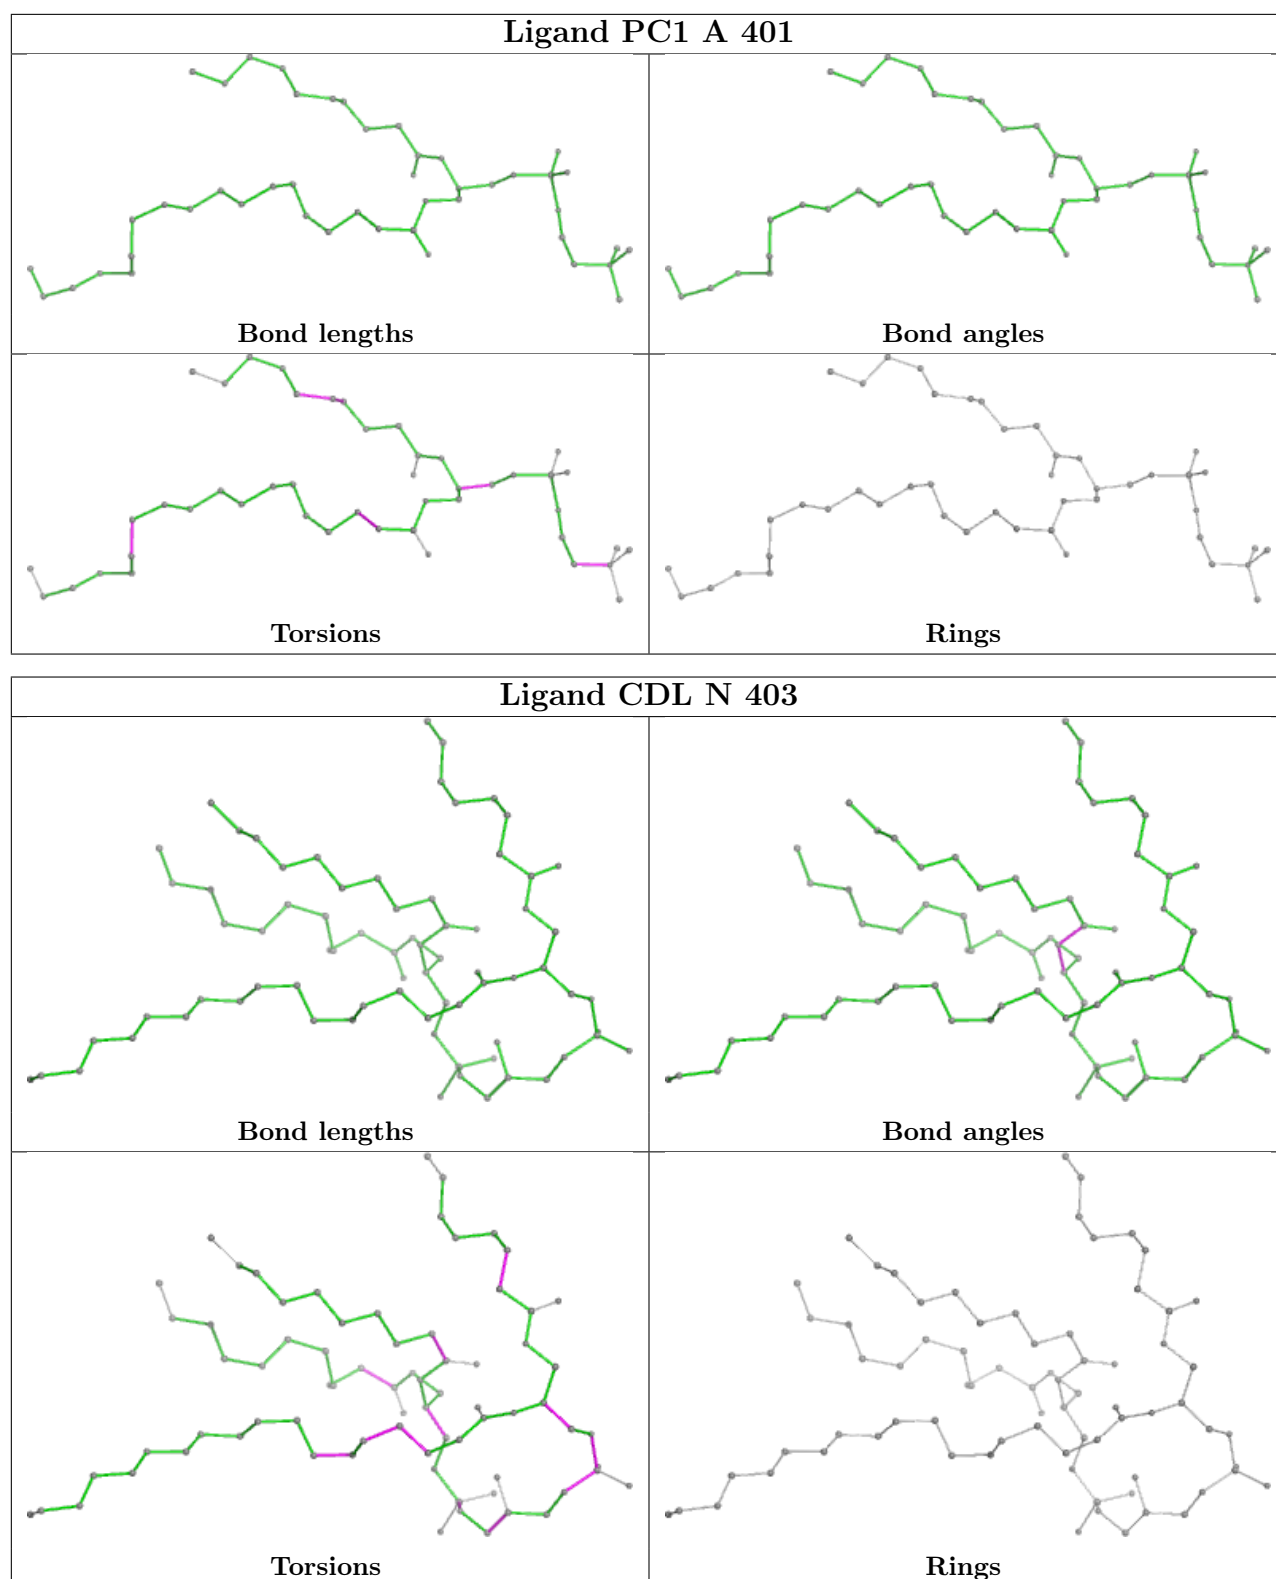 Ligand PC1 A 401
Bond lengths
Bond angles
Torsions
Rings
Ligand CDL N 403
Bond lengths
Bond angles
Torsions
Rings